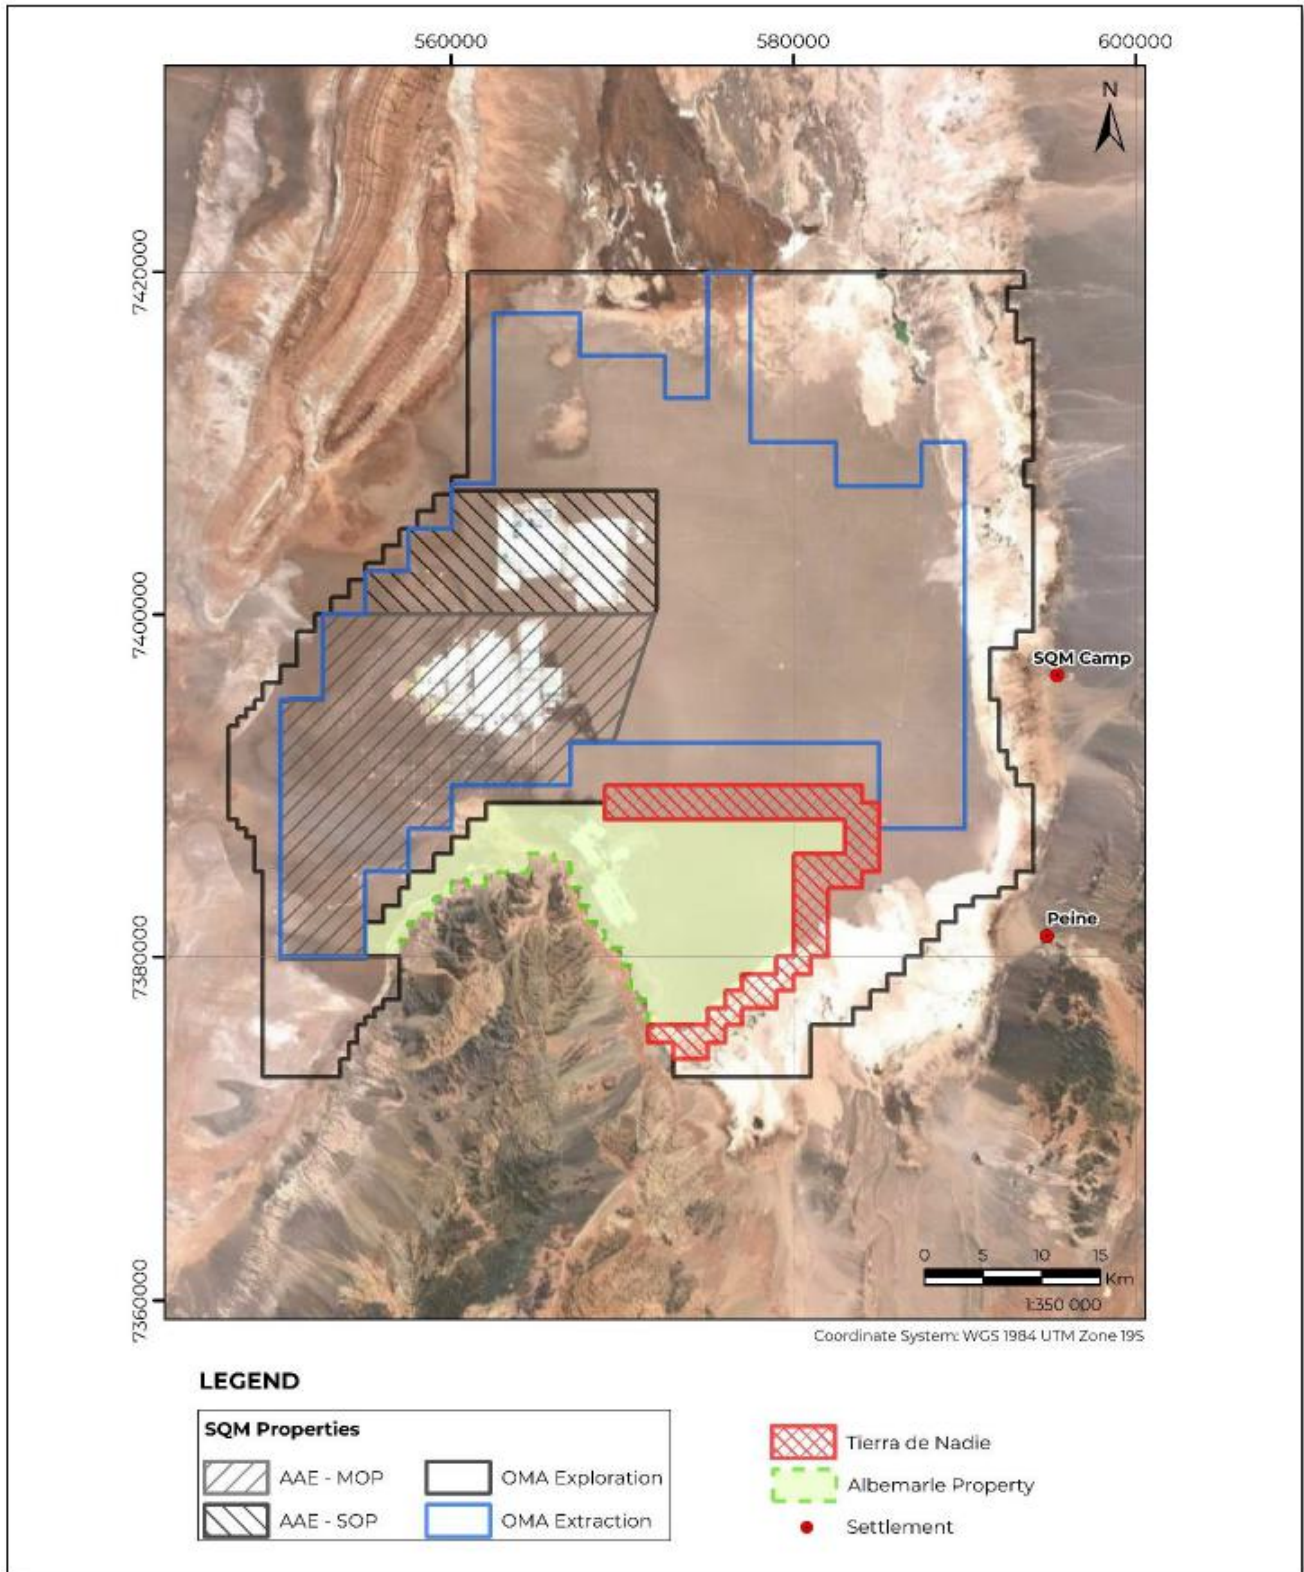 560000 580000 600000
N
7420000
7400000
SQM Camp
Peine
7380000
0 5 10 15
Km
1:350 000
7360000
Coordinate System: WGS 1984 UTM Zone 19S
LEGEND
SQM Properties
AAE - MOP
OMA Exploration
AAE - SOP
OMA Extraction
Tierra de Nadie
Albemarle Property
Settlement